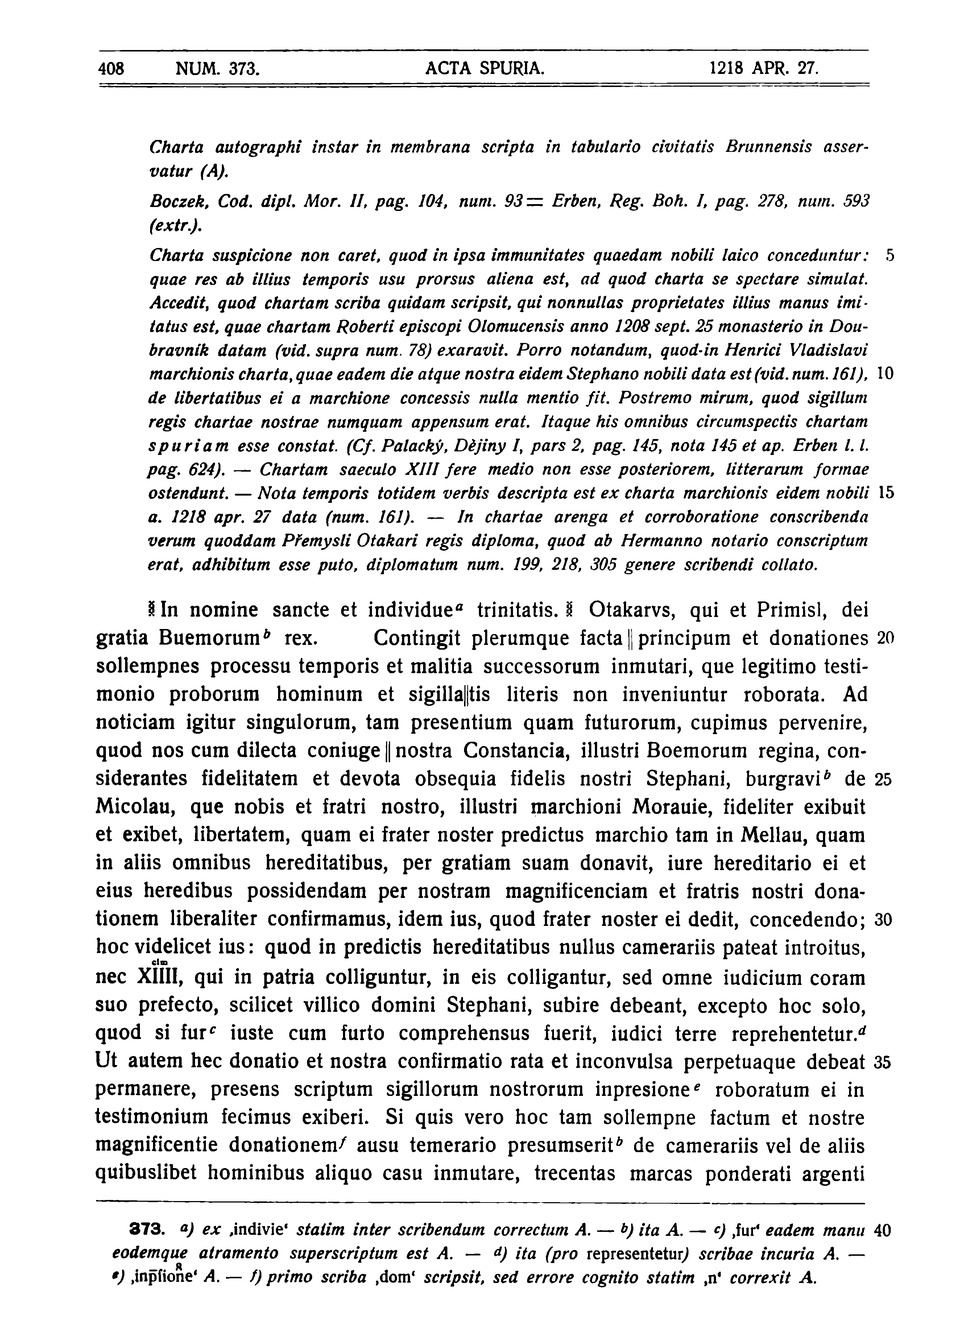 408 NUM. 373. ACTA SPURIA. 1218 APR. 27.
Charta autographi instar in membrana scripta in tabulario civitatis Brunnensis asser-
vatur (A).
Boczek, Cod. dipl. Mor. II, pag. 104, num. 93 = Erben, Reg. Boh. I, pag. 278, num. 593
(extr.).
Charta suspicione non caret, quod in ipsa immunitates quaedam nobili laico conceduntur: 5
quae res ab illius temporis usu prorsus aliena est, ad quod charta se spectare simulat.
Accedit, quod chartam scriba quidam scripsit, qui nonnullas proprietates illius manus imi-
tatus est, quae chartam Roberti episcopi Olomucensis anno 1208 sept. 25 monasterio in Dou-
bravník datam (vid. supra num. 78) exaravit. Porro notandum, quod-in Henrici Vladislavi
marchionis charta, quae eadem die atque nostra eidem Stephano nobili data est (vid. num. 161), 10
de libertatibus ei a marchione concessis nulla mentio fit. Postremo mirum, quod sigillum
regis chartae nostrae numquam appensum erat. Itaque his omnibus circumspectis chartam
spuriam esse constat. (Cf. Palacký, Dějiny I, pars 2, pag. 145, nota 145 et ap. Erben l. l.
pag. 624). — Chartam saeculo XIII fere medio non esse posteriorem, litterarum formae
ostendunt. — Nota temporis totidem verbis descripta est ex charta marchionis eidem nobili 15
a. 1218 apr. 27 data (num. 161). — In chartae arenga et corroboratione conscribenda
verum quoddam Přemysli Otakari regis diploma, quod ab Hermanno notario conscriptum
erat, adhibitum esse puto, diplomatum num. 199, 218, 305 genere scribendi collato.
§ In nomine sancte et individue a trinitatis. § Otakarvs, qui et Primisl, dei
gratia Buemorum b rex. Contingit plerumque facta || principum et donationes 20
sollempnes processu temporis et malitia successorum inmutari, que legitimo testi-
monio proborum hominum et sigilla||tis literis non inveniuntur roborata. Ad
noticiam igitur singulorum, tam presentium quam futurorum, cupimus pervenire,
quod nos cum dilecta coniuge || nostra Constancia, illustri Boemorum regina, con-
siderantes fidelitatem et devota obsequia fidelis nostri Stephani, burgravi b de 25
Micolau, que nobis et fratri nostro, illustri marchioni Morauie, fideliter exibuit
et exibet, libertatem, quam ei frater noster predictus marchio tam in Mellau, quam
in aliis omnibus hereditatibus, per gratiam suam donavit, iure hereditario ei et
eius heredibus possidendam per nostram magnificenciam et fratris nostri dona-
tionem liberaliter confirmamus, idem ius, quod frater noster ei dedit, concedendo; 30
hoc videlicet ius: quod in predictis hereditatibus nullus camerariis pateat introitus,
nec XIIII cim, qui in patria colliguntur, in eis colligantur, sed omne iudicium coram
suo prefecto, scilicet villico domini Stephani, subire debeant, excepto hoc solo,
quod si fur c iuste cum furto comprehensus fuerit, iudici terre reprehentetur. d
Ut autem hec donatio et nostra confirmatio rata et inconvulsa perpetuaque debeat 35
permanere, presens scriptum sigillorum nostrorum inpresione e roboratum ei in
testimonium fecimus exiberi. Si quis vero hoc tam sollempne factum et nostre
magnificentie donationem f ausu temerario presumserit b de camerariis vel de aliis
quibuslibet hominibus aliquo casu inmutare, trecentas marcas ponderati argenti
373. a) ex ‚indivie‘ statim inter scribendum correctum A. — b) ita A. — c) ‚fur‘ eadem manu 40
eodemque atramento superscriptum est A. — d) ita (pro representetur) scribae incuria A. —
e) ‚inp̄ſione‘ A. — f) primo scriba ‚dom‘ scripsit, sed errore cognito statim ‚n‘ correxit A.